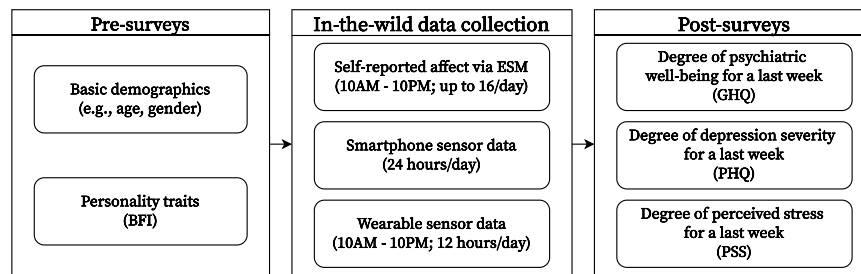 Pre-surveys
Basic demographics
(e.g., age, gender)
Personality traits
(BFI)
In-the-wild data collection
Self-reported affect via ESM
(10AM - 10PM; up to 16/day)
Smartphone sensor data
(24 hours/day)
Wearable sensor data
(10AM - 10PM; 12 hours/day)
Post-surveys
Degree of psychiatric
well-being for a last week
(GHQ)
Degree of depression severity
for a last week
(PHQ)
Degree of perceived stress
for a last week
(PSS)